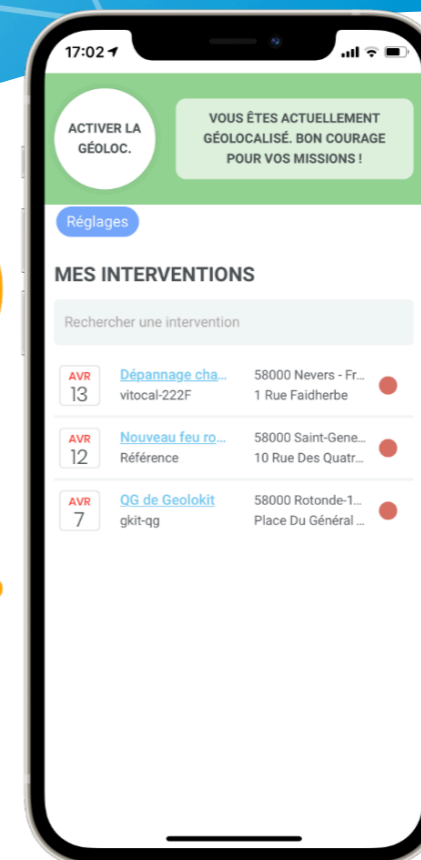 17:02
ACTIVER LA
GÉOLOC.
VOUS ÊTES ACTUELLEMENT
GÉOLOCALISÉ. BON COURAGE
POUR VOS MISSIONS !
Réglages
MES INTERVENTIONS
Rechercher une intervention
AVR
13
Dépannage cha...
vitocal-222F
58000 Nevers - Fr...
1 Rue Faidherbe
AVR
12
Nouveau feu ro...
Référence
58000 Saint-Gene...
10 Rue Des Quatr...
AVR
7
QG de Geolokit
gkit-qg
58000 Rotonde-1...
Place Du Général ...